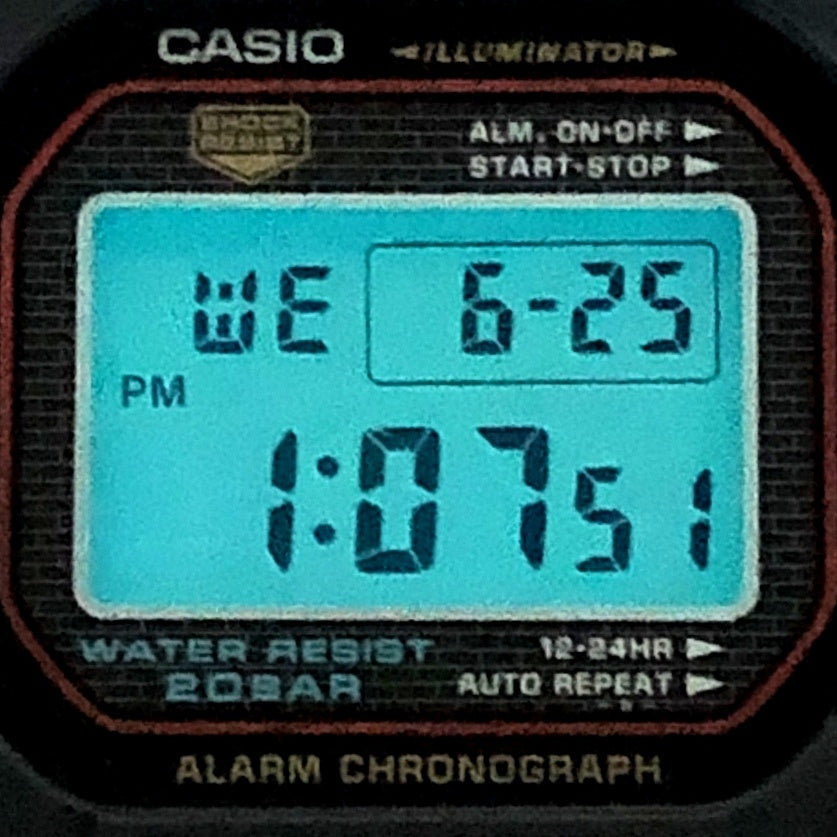 CASIO ILLUMINATOR
SHOCK
RESIST
ALM. ON·OFF
START·STOP
WE 6-25
PM
1:07 51
WATER RESIST
20BAR
12·24HR
AUTO REPEAT
ALARM CHRONOGRAPH